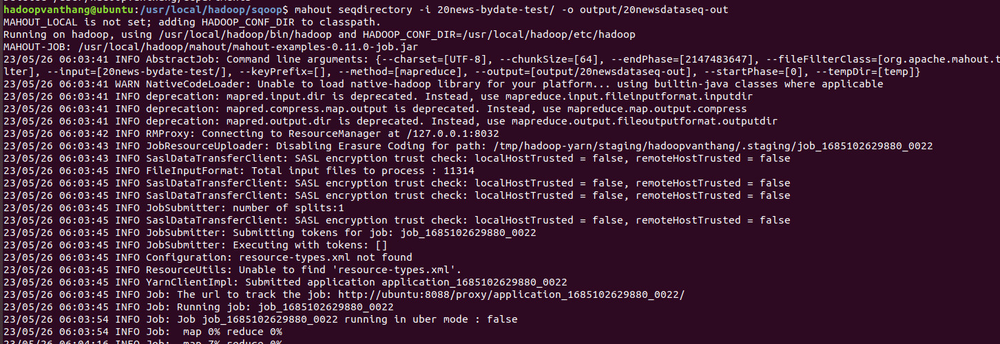 hadoopvanthang@ubuntu:/usr/local/hadoop/sqoop$ mahout seqdirectory -i 20news-bydate-test/ -o output/20newsdataseq-out
MAHOUT_LOCAL is not set; adding HADOOP_CONF_DIR to classpath.
Running on hadoop, using /usr/local/hadoop/bin/hadoop and HADOOP_CONF_DIR=/usr/local/hadoop/etc/hadoop
MAHOUT-JOB: /usr/local/hadoop/mahout/mahout-examples-0.11.0-job.jar
23/05/26 06:03:41 INFO AbstractJob: Command line arguments: {--charset=[UTF-8], --chunkSize=[64], --endPhase=[2147483647], --fileFilterClass=[org.apache.mahout.t
lter], --input=[20news-bydate-test/], --keyPrefix=[], --method=[mapreduce], --output=[output/20newsdataseq-out], --startPhase=[0], --tempDir=[temp]}
23/05/26 06:03:41 WARN NativeCodeLoader: Unable to load native-hadoop library for your platform... using builtin-java classes where applicable
23/05/26 06:03:41 INFO deprecation: mapred.input.dir is deprecated. Instead, use mapreduce.input.fileinputformat.inputdir
23/05/26 06:03:41 INFO deprecation: mapred.compress.map.output is deprecated. Instead, use mapreduce.map.output.compress
23/05/26 06:03:41 INFO deprecation: mapred.output.dir is deprecated. Instead, use mapreduce.output.fileoutputformat.outputdir
23/05/26 06:03:42 INFO RMProxy: Connecting to ResourceManager at /127.0.0.1:8032
23/05/26 06:03:43 INFO JobResourceUploader: Disabling Erasure Coding for path: /tmp/hadoop-yarn/staging/hadoopvanthang/.staging/job_1685102629880_0022
23/05/26 06:03:43 INFO SaslDataTransferClient: SASL encryption trust check: localHostTrusted = false, remoteHostTrusted = false
23/05/26 06:03:45 INFO FileInputFormat: Total input files to process : 11314
23/05/26 06:03:45 INFO SaslDataTransferClient: SASL encryption trust check: localHostTrusted = false, remoteHostTrusted = false
23/05/26 06:03:45 INFO SaslDataTransferClient: SASL encryption trust check: localHostTrusted = false, remoteHostTrusted = false
23/05/26 06:03:45 INFO JobSubmitter: number of splits:1
23/05/26 06:03:45 INFO SaslDataTransferClient: SASL encryption trust check: localHostTrusted = false, remoteHostTrusted = false
23/05/26 06:03:45 INFO JobSubmitter: Submitting tokens for job: job_1685102629880_0022
23/05/26 06:03:45 INFO JobSubmitter: Executing with tokens: []
23/05/26 06:03:45 INFO Configuration: resource-types.xml not found
23/05/26 06:03:45 INFO ResourceUtils: Unable to find 'resource-types.xml'.
23/05/26 06:03:45 INFO YarnClientImpl: Submitted application application_1685102629880_0022
23/05/26 06:03:45 INFO Job: The url to track the job: http://ubuntu:8088/proxy/application_1685102629880_0022/
23/05/26 06:03:45 INFO Job: Running job: job_1685102629880_0022
23/05/26 06:03:54 INFO Job: Job job_1685102629880_0022 running in uber mode : false
23/05/26 06:03:54 INFO Job:  map 0% reduce 0%
23/05/26 06:04:16 INFO Job:  map 7% reduce 0%